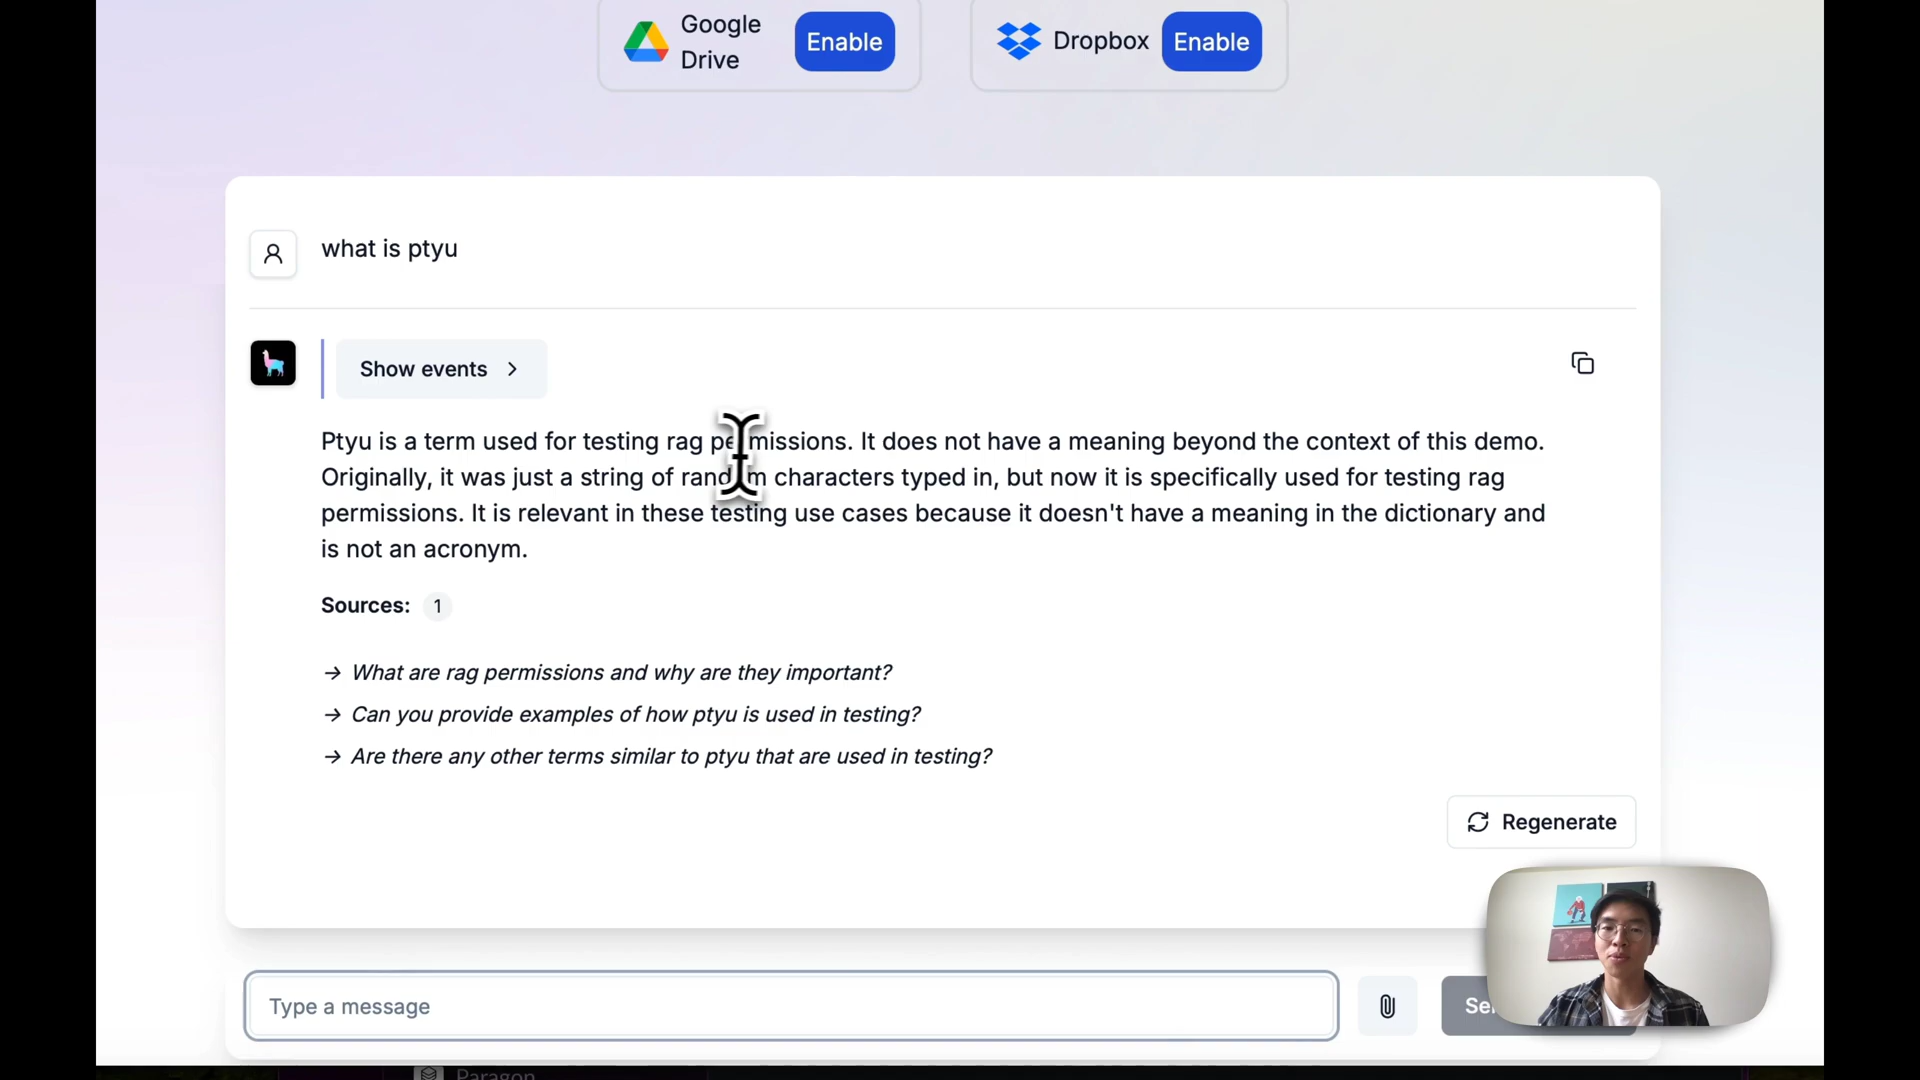 Google
Drive
Enable
Dropbox
Enable
what is ptyu
Show events
Ptyu is a term used for testing rag permissions. It does not have a meaning beyond the context of this demo.
Originally, it was just a string of random characters typed in, but now it is specifically used for testing rag
permissions. It is relevant in these testing use cases because it doesn't have a meaning in the dictionary and
is not an acronym.
Sources: 1
→ What are rag permissions and why are they important?
→ Can you provide examples of how ptyu is used in testing?
→ Are there any other terms similar to ptyu that are used in testing?
Regenerate
Type a message
Paragon